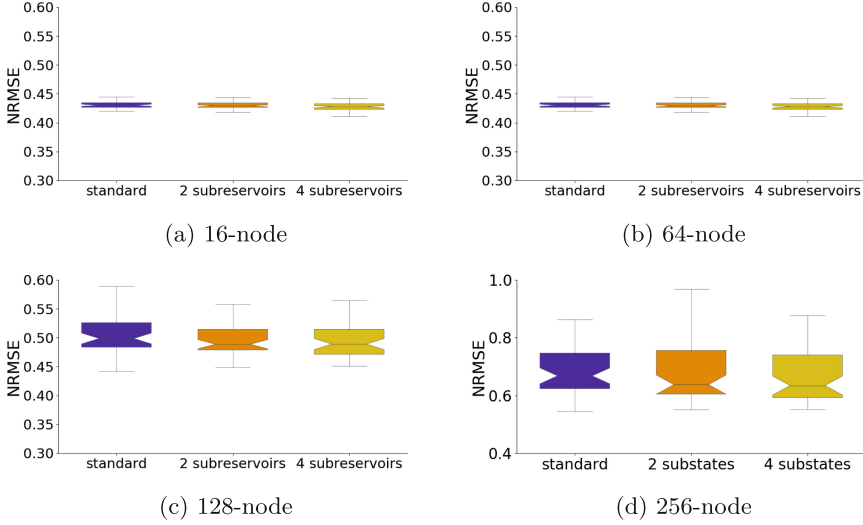 0.60
0.55
0.50
0.45
0.40
0.35
0.30
NRMSE
standard 2 subreservoirs 4 subreservoirs
(a) 16-node
0.60
0.55
0.50
0.45
0.40
0.35
0.30
NRMSE
standard 2 subreservoirs 4 subreservoirs
(b) 64-node
0.60
0.55
0.50
0.45
0.40
0.35
0.30
NRMSE
standard 2 subreservoirs 4 subreservoirs
(c) 128-node
1.0
0.8
0.6
0.4
NRMSE
standard 2 substates 4 substates
(d) 256-node